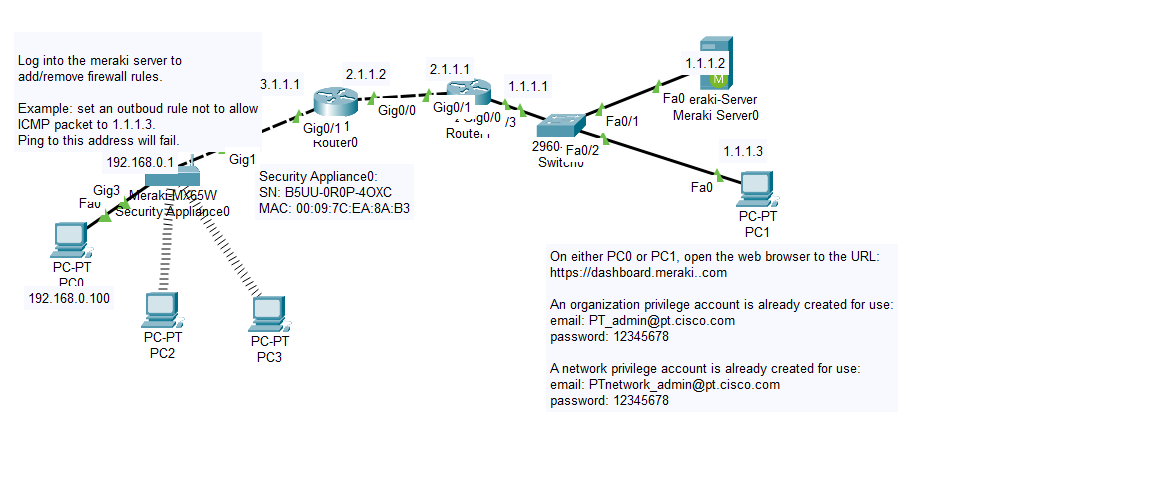 Log into the meraki server to
add/remove firewall rules.
Example: set an outboud rule not to allow
ICMP packet to 1.1.1.3.
Ping to this address will fail.
3.1.1.1
2.1.1.2
2.1.1.1
1.1.1.1
1.1.1.2
Gig0/1
Gig0/0
Router0
Gig0/1
Gig0/0
Router1
/3
2960-
Switch0
Fa0/1
Fa0/2
Fa0
eraki-Server
Meraki Server0
1.1.1.3
Fa0
PC-PT
PC1
192.168.0.1
Gig1
Gig3
Fa0
Meraki-MX65W
Security Appliance0
Security Appliance0:
SN: B5UU-0R0P-4OXC
MAC: 00:09:7C:EA:8A:B3
PC-PT
PC0
192.168.0.100
PC-PT
PC2
PC-PT
PC3
On either PC0 or PC1, open the web browser to the URL:
https://dashboard.meraki..com
An organization privilege account is already created for use:
email: PT_admin@pt.cisco.com
password: 12345678
A network privilege account is already created for use:
email: PTnetwork_admin@pt.cisco.com
password: 12345678